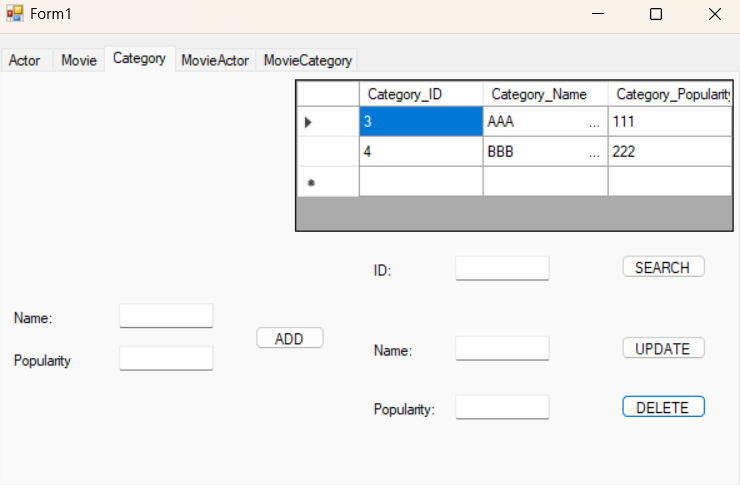 Form1
Actor Movie Category MovieActor MovieCategory
Category_ID Category_Name Category_Popularity
3 AAA ... 111
4 BBB ... 222
ID: SEARCH
Name:
ADD
Popularity
Name: UPDATE
Popularity: DELETE